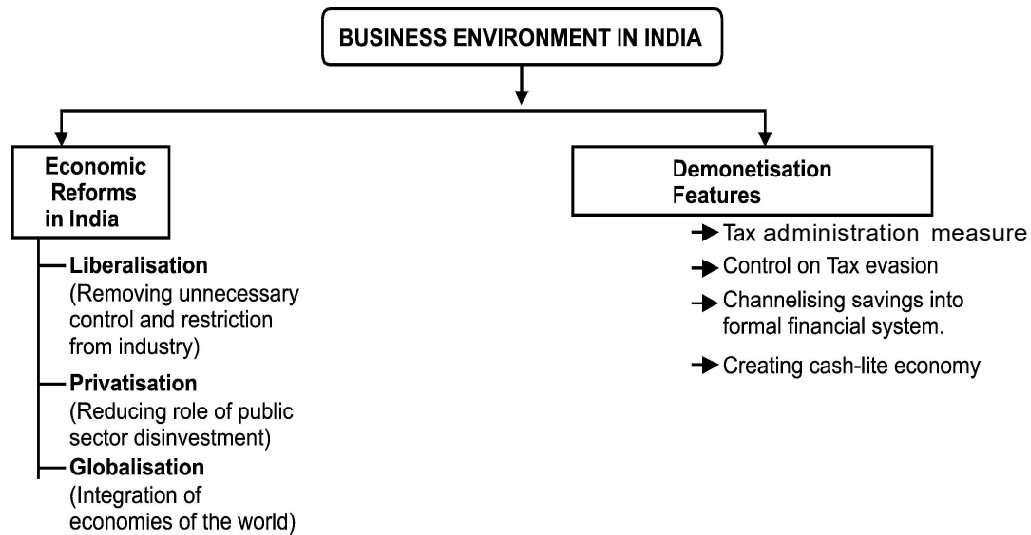 BUSINESS ENVIRONMENT IN INDIA
Economic
Reforms
in India
Liberalisation
(Removing unnecessary
control and restriction
from industry)
Privatisation
(Reducing role of public
sector disinvestment)
Globalisation
(Integration of
economies of the world)
Demonetisation
Features
Tax administration measure
Control on Tax evasion
Channelising savings into
formal financial system.
Creating cash-lite economy